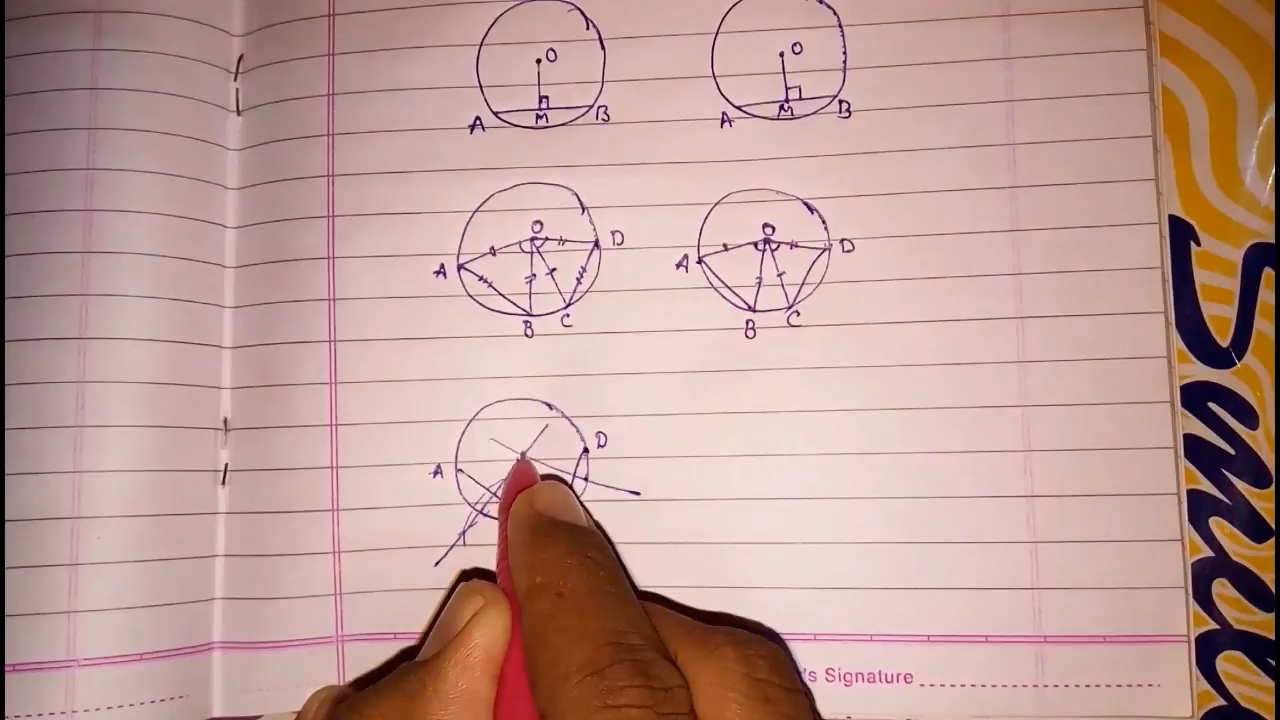 O O
A M B A M B
O O
A D A D
B C B C
D
A
's Signature